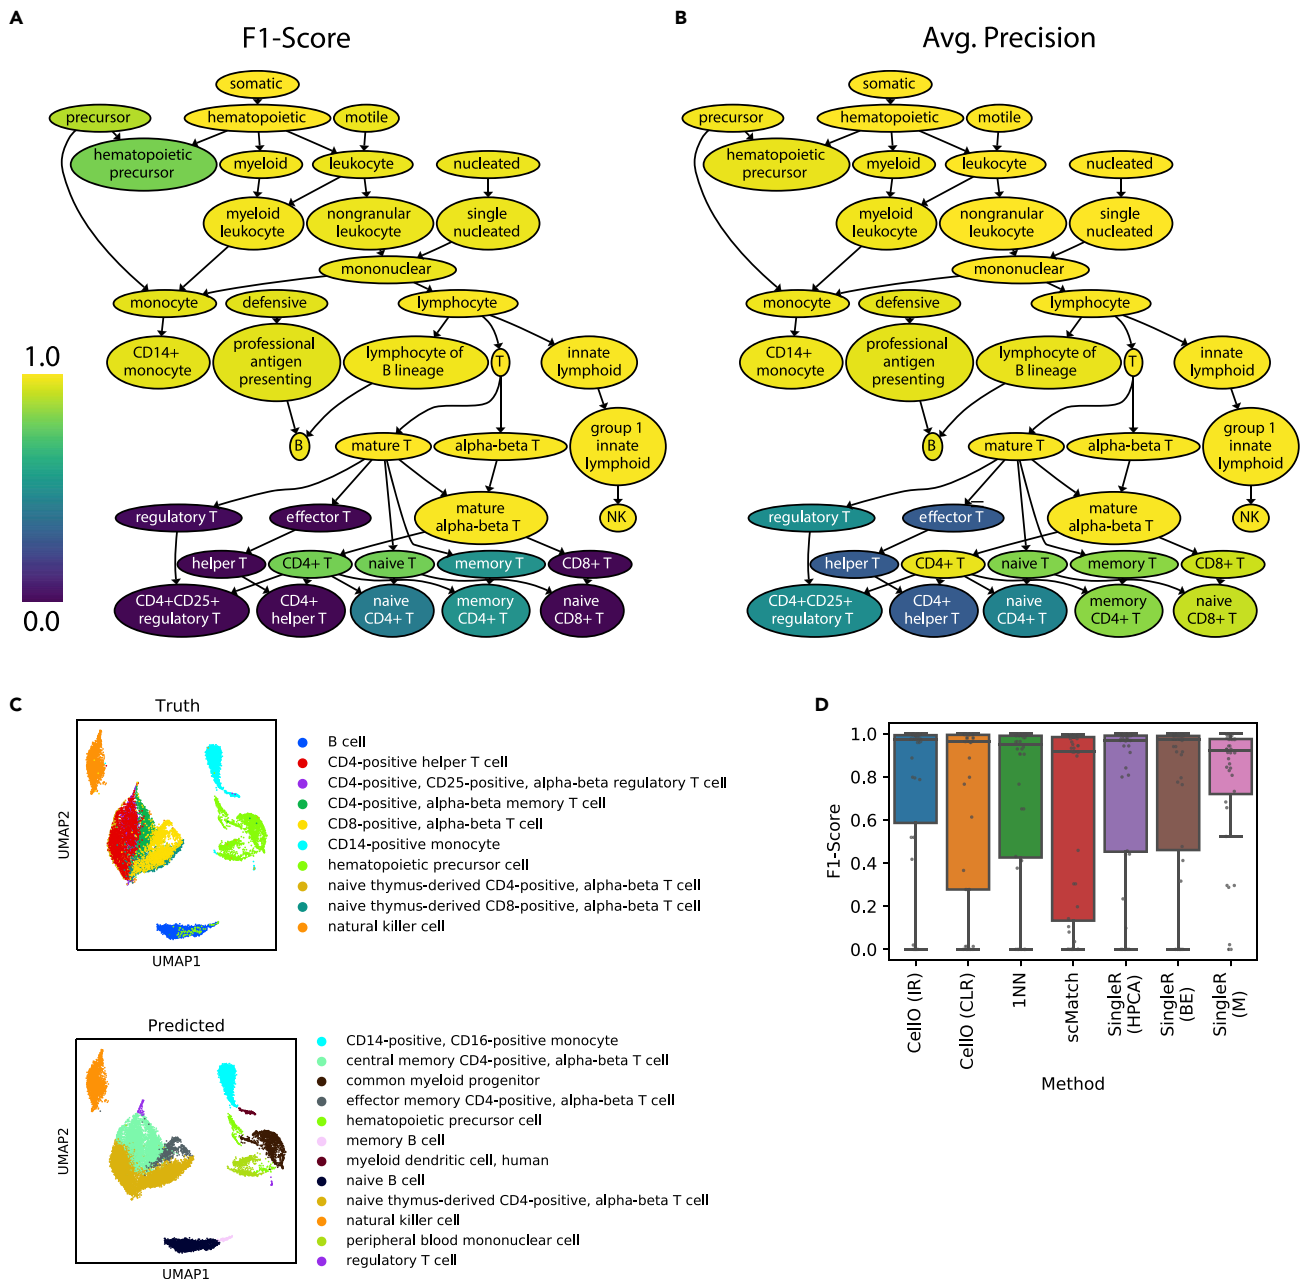 A
F1-Score
somatic
precursor
hematopoietic
motile
hematopoietic
precursor
myeloid
leukocyte
nucleated
myeloid
leukocyte
nongranular
leukocyte
single
nucleated
mononuclear
monocyte
defensive
lymphocyte
CD14+
monocyte
professional
antigen
presenting
lymphocyte of
B lineage
T
innate
lymphoid
B
mature T
alpha-beta T
group 1
innate
lymphoid
regulatory T
effector T
mature
alpha-beta T
NK
helper T
CD4+ T
naive T
memory T
CD8+ T
CD4+CD25+
regulatory T
CD4+
helper T
naive
CD4+ T
memory
CD4+ T
naive
CD8+ T
1.0
0.0
B
Avg. Precision
somatic
precursor
hematopoietic
motile
hematopoietic
precursor
myeloid
leukocyte
nucleated
myeloid
leukocyte
nongranular
leukocyte
single
nucleated
mononuclear
monocyte
defensive
lymphocyte
CD14+
monocyte
professional
antigen
presenting
lymphocyte of
B lineage
T
innate
lymphoid
B
mature T
alpha-beta T
group 1
innate
lymphoid
regulatory T
effector T
mature
alpha-beta T
NK
helper T
CD4+ T
naive T
memory T
CD8+ T
CD4+CD25+
regulatory T
CD4+
helper T
naive
CD4+ T
memory
CD4+ T
naive
CD8+ T
C
Truth
UMAP2
UMAP1
B cell
CD4-positive helper T cell
CD4-positive, CD25-positive, alpha-beta regulatory T cell
CD4-positive, alpha-beta memory T cell
CD8-positive, alpha-beta T cell
CD14-positive monocyte
hematopoietic precursor cell
naive thymus-derived CD4-positive, alpha-beta T cell
naive thymus-derived CD8-positive, alpha-beta T cell
natural killer cell
Predicted
UMAP2
UMAP1
CD14-positive, CD16-positive monocyte
central memory CD4-positive, alpha-beta T cell
common myeloid progenitor
effector memory CD4-positive, alpha-beta T cell
hematopoietic precursor cell
memory B cell
myeloid dendritic cell, human
naive B cell
naive thymus-derived CD4-positive, alpha-beta T cell
natural killer cell
peripheral blood mononuclear cell
regulatory T cell
D
F1-Score
1.0
0.8
0.6
0.4
0.2
0.0
CellO (IR)
CellO (CLR)
1NN
scMatch
SingleR
(HPCA)
SingleR
(BE)
SingleR
(M)
Method